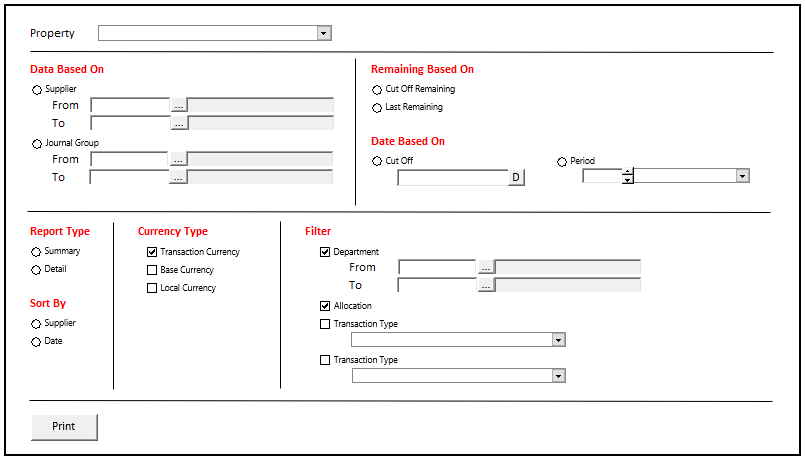 Property
Data Based On
Supplier
From ...
To ...
Journal Group
From ...
To ...
Remaining Based On
Cut Off Remaining
Last Remaining
Date Based On
Cut Off
D
Period
Report Type
Summary
Detail
Sort By
Supplier
Date
Currency Type
Transaction Currency
Base Currency
Local Currency
Filter
Department
From ...
To ...
Allocation
Transaction Type
Transaction Type
Print